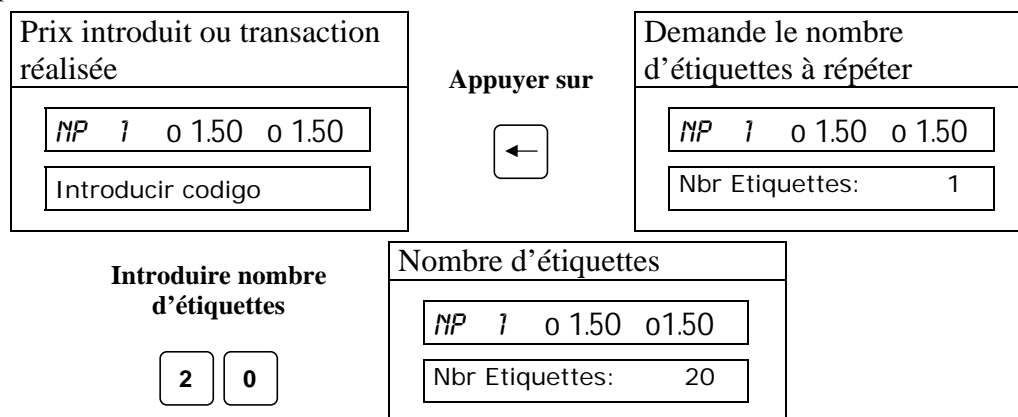 Prix introduit ou transaction
réalisée
NP 1 o 1.50 o 1.50
Introducir codigo
Appuyer sur
←
Demande le nombre
d’étiquettes à répéter
NP 1 o 1.50 o 1.50
Nbr Etiquettes: 1
Introduire nombre
d’étiquettes
2 0
Nombre d’étiquettes
NP 1 o 1.50 o1.50
Nbr Etiquettes: 20